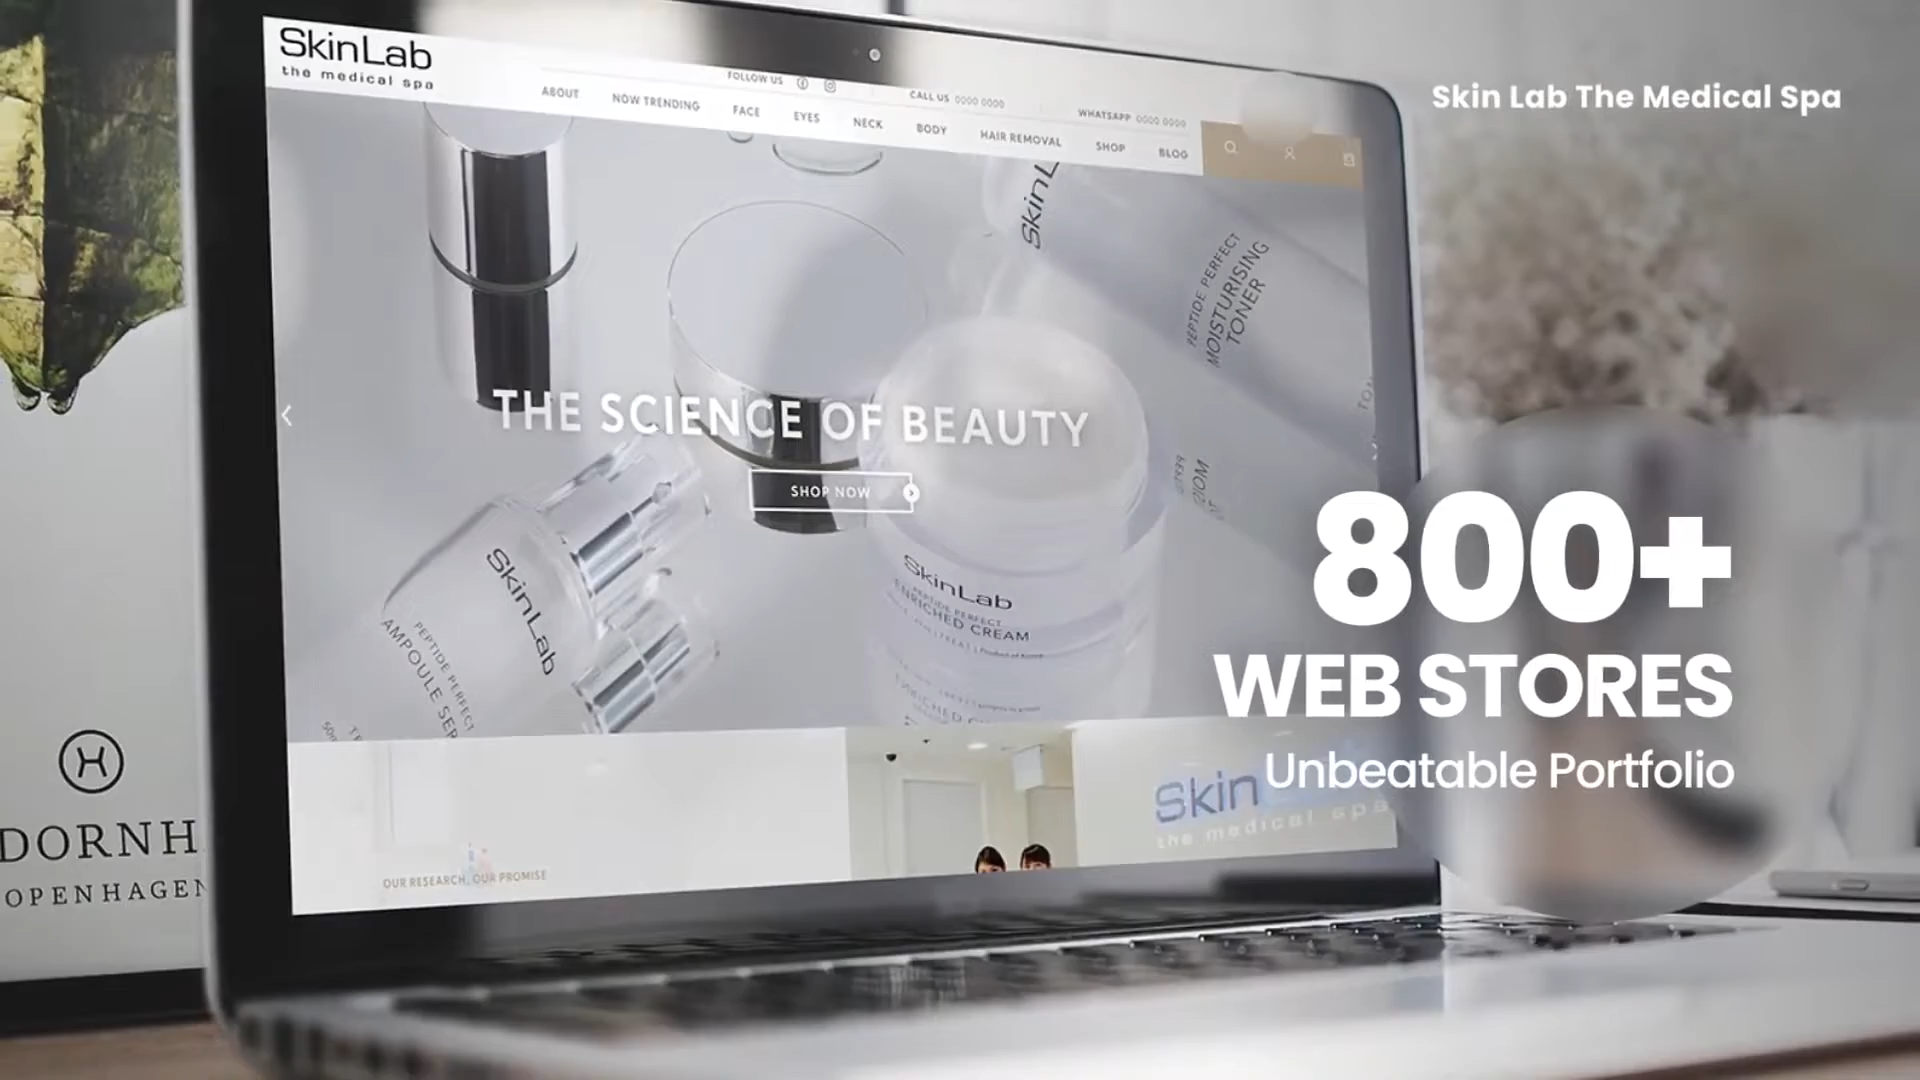 SkinLab
the medical spa
FOLLOW US
CALL US 0000 0000
WHATSAPP 0000 0000
ABOUT
NOW TRENDING
FACE
EYES
NECK
BODY
HAIR REMOVAL
SHOP
BLOG
Skin Lab The Medical Spa
SkinL
PEPTIDE PERFECT
MOISTURISING
TONER
THE SCIENCE OF BEAUTY
SHOP NOW
SkinLab
PEPTIDE PERFECT
AMPOULE SER
SkinLab
PEPTIDE PERFECT
ENRICHED CREAM
800+
WEB STORES
Unbeatable Portfolio
Skin
the medical spa
OUR RESEARCH, OUR PROMISE
DORNH
OPENHAGEN